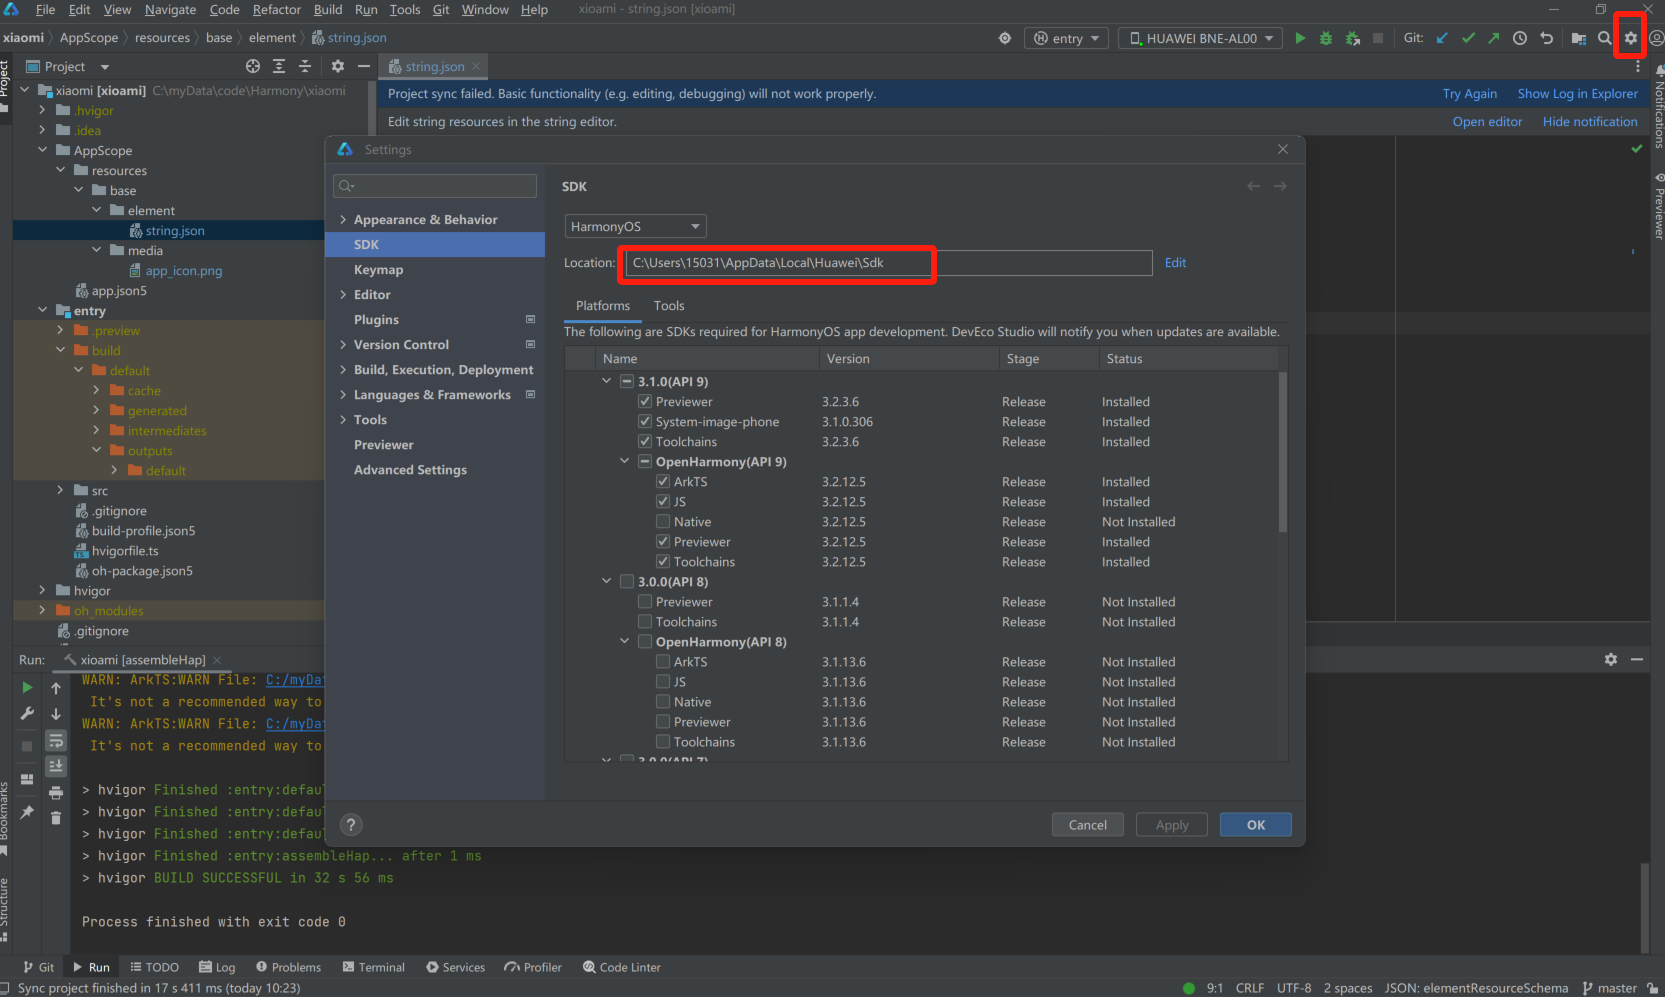 File Edit View Navigate Code Refactor Build Run Tools Git Window Help xioami - string.json [xioami]
xiaomi AppScope resources base element string.json entry HUAWEI BNE-AL00 Git:
Project string.json
Project
Notifications
Previewer
Bookmarks
Structure
xiaomi [xioami] C:\myData\code\Harmony\xiaomi
.hvigor
.idea
AppScope
resources
base
element
string.json
media
app_icon.png
app.json5
entry
.preview
build
default
cache
generated
intermediates
outputs
default
src
.gitignore
build-profile.json5
hvigorfile.ts
oh-package.json5
hvigor
oh_modules
.gitignore
Project sync failed. Basic functionality (e.g. editing, debugging) will not work properly. Try Again Show Log in Explorer
Edit string resources in the string editor. Open editor Hide notification
Settings
Appearance & Behavior
SDK
Keymap
Editor
Plugins
Version Control
Build, Execution, Deployment
Languages & Frameworks
Tools
Previewer
Advanced Settings
SDK
HarmonyOS
Location: C:\Users\15031\AppData\Local\Huawei\Sdk Edit
Platforms Tools
The following are SDKs required for HarmonyOS app development. DevEco Studio will notify you when updates are available.
Name Version Stage Status
3.1.0(API 9)
Previewer 3.2.3.6 Release Installed
System-image-phone 3.1.0.306 Release Installed
Toolchains 3.2.3.6 Release Installed
OpenHarmony(API 9)
ArkTS 3.2.12.5 Release Installed
JS 3.2.12.5 Release Installed
Native 3.2.12.5 Release Not Installed
Previewer 3.2.12.5 Release Installed
Toolchains 3.2.12.5 Release Installed
3.0.0(API 8)
Previewer 3.1.1.4 Release Not Installed
Toolchains 3.1.1.4 Release Not Installed
OpenHarmony(API 8)
ArkTS 3.1.13.6 Release Not Installed
JS 3.1.13.6 Release Not Installed
Native 3.1.13.6 Release Not Installed
Previewer 3.1.13.6 Release Not Installed
Toolchains 3.1.13.6 Release Not Installed
? Cancel Apply OK
Run: xioami [assembleHap]
WARN: ArkTS:WARN File: C:/myDa
It's not a recommended way to
WARN: ArkTS:WARN File: C:/myDa
It's not a recommended way to
> hvigor Finished :entry:defau
> hvigor Finished :entry:defau
> hvigor Finished :entry:defau
> hvigor Finished :entry:assembleHap... after 1 ms
> hvigor BUILD SUCCESSFUL in 32 s 56 ms
Process finished with exit code 0
Git Run TODO Log Problems Terminal Services Profiler Code Linter
Sync project finished in 17 s 411 ms (today 10:23) 9:1 CRLF UTF-8 2 spaces JSON: elementResourceSchema master